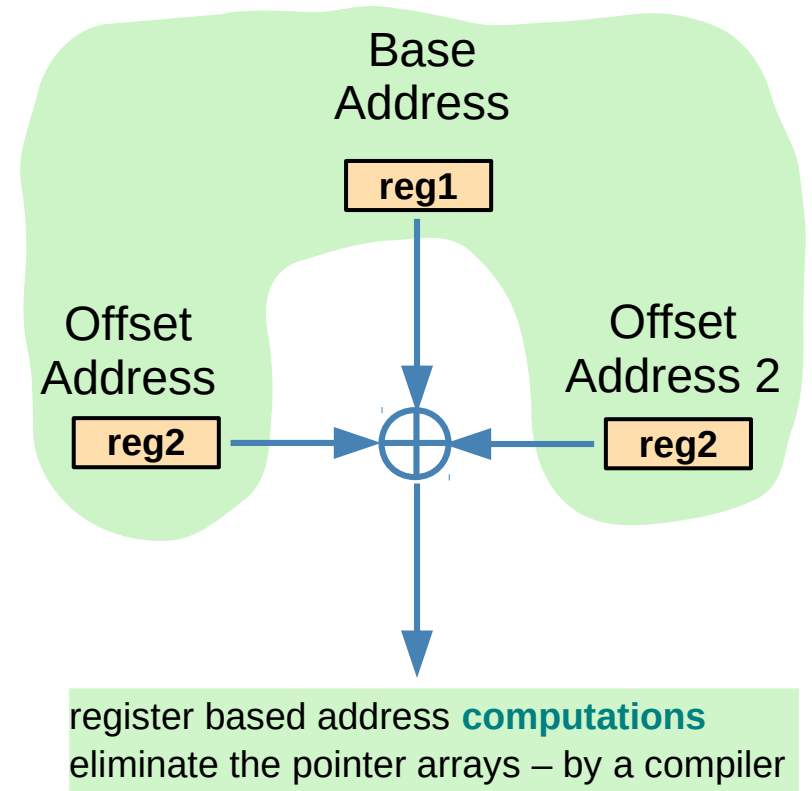 Base
Address
reg1
Offset
Address
reg2
Offset
Address 2
reg2
register based address computations
eliminate the pointer arrays – by a compiler